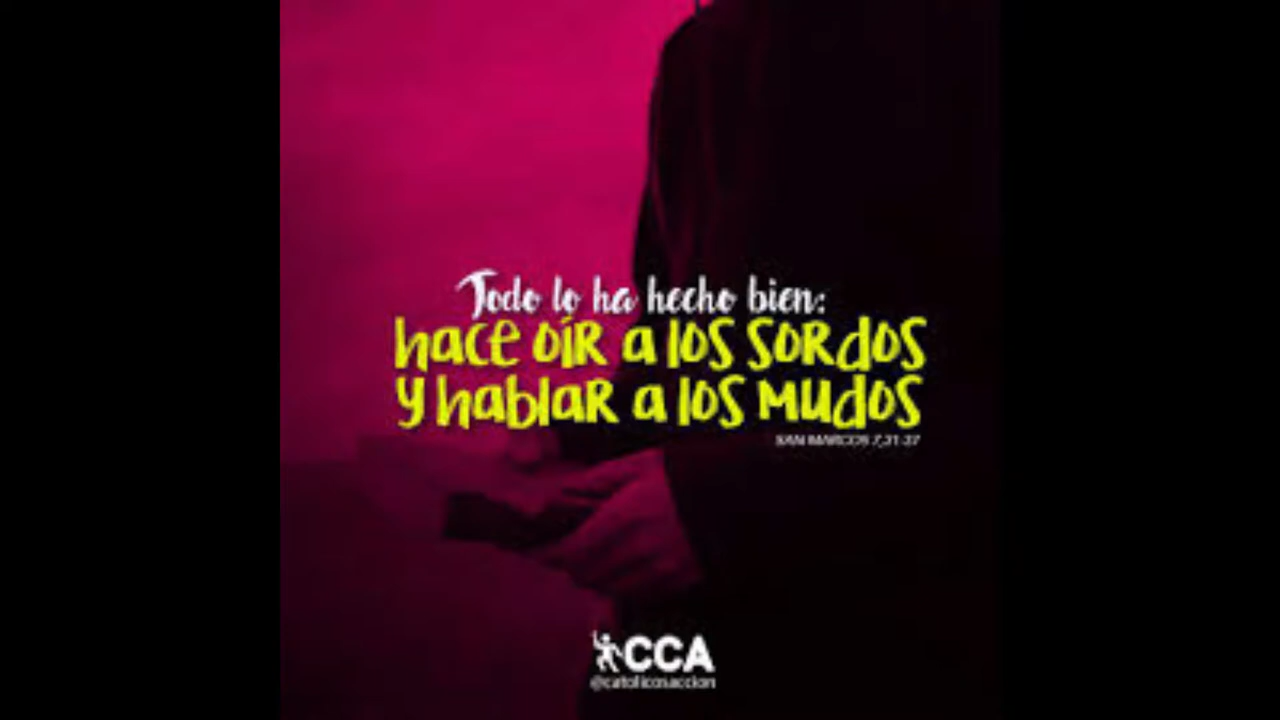 Todo lo ha hecho bien:
hace oír a los sordos
y hablar a los mudos
SAN MARCOS 7,31-37
CCA
@catolicosaccion